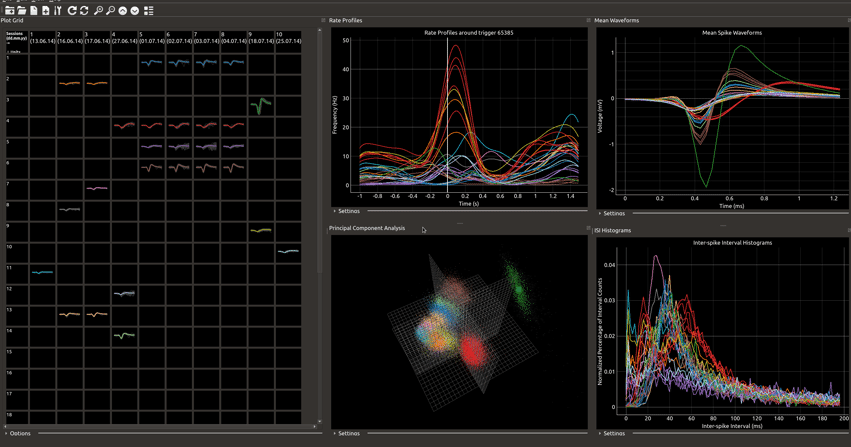 Plot Grid
Sessions
(dd.mm.yy)
1
(13.06.14)
2
(16.06.14)
3
(17.06.14)
4
(27.06.14)
5
(01.07.14)
6
(02.07.14)
7
(03.07.14)
8
(07.07.14)
9
(18.07.14)
10
(25.07.14)
1
2
3
4
5
6
7
8
9
10
11
12
13
14
15
16
17
18
Options
Rate Profiles
Rate Profiles around trigger 65385
Frequency (Hz)
50
40
30
20
10
0
-1 -0.8 -0.6 -0.4 -0.2 0 0.2 0.4 0.6 0.8 1 1.2 1.4
Time (s)
Settings
Mean Waveforms
Mean Spike Waveforms
Voltage (mV)
1
0
-1
-2
0 0.2 0.4 0.6 0.8 1 1.2
Time (ms)
Settings
Principal Component Analysis
Settings
ISI Histograms
Inter-spike Interval Histograms
Normalized Percentage of Interval Counts
0.04
0.03
0.02
0.01
0
0 20 40 60 80 100 120 140 160 180 200
Inter-spike Interval (ms)
Settings